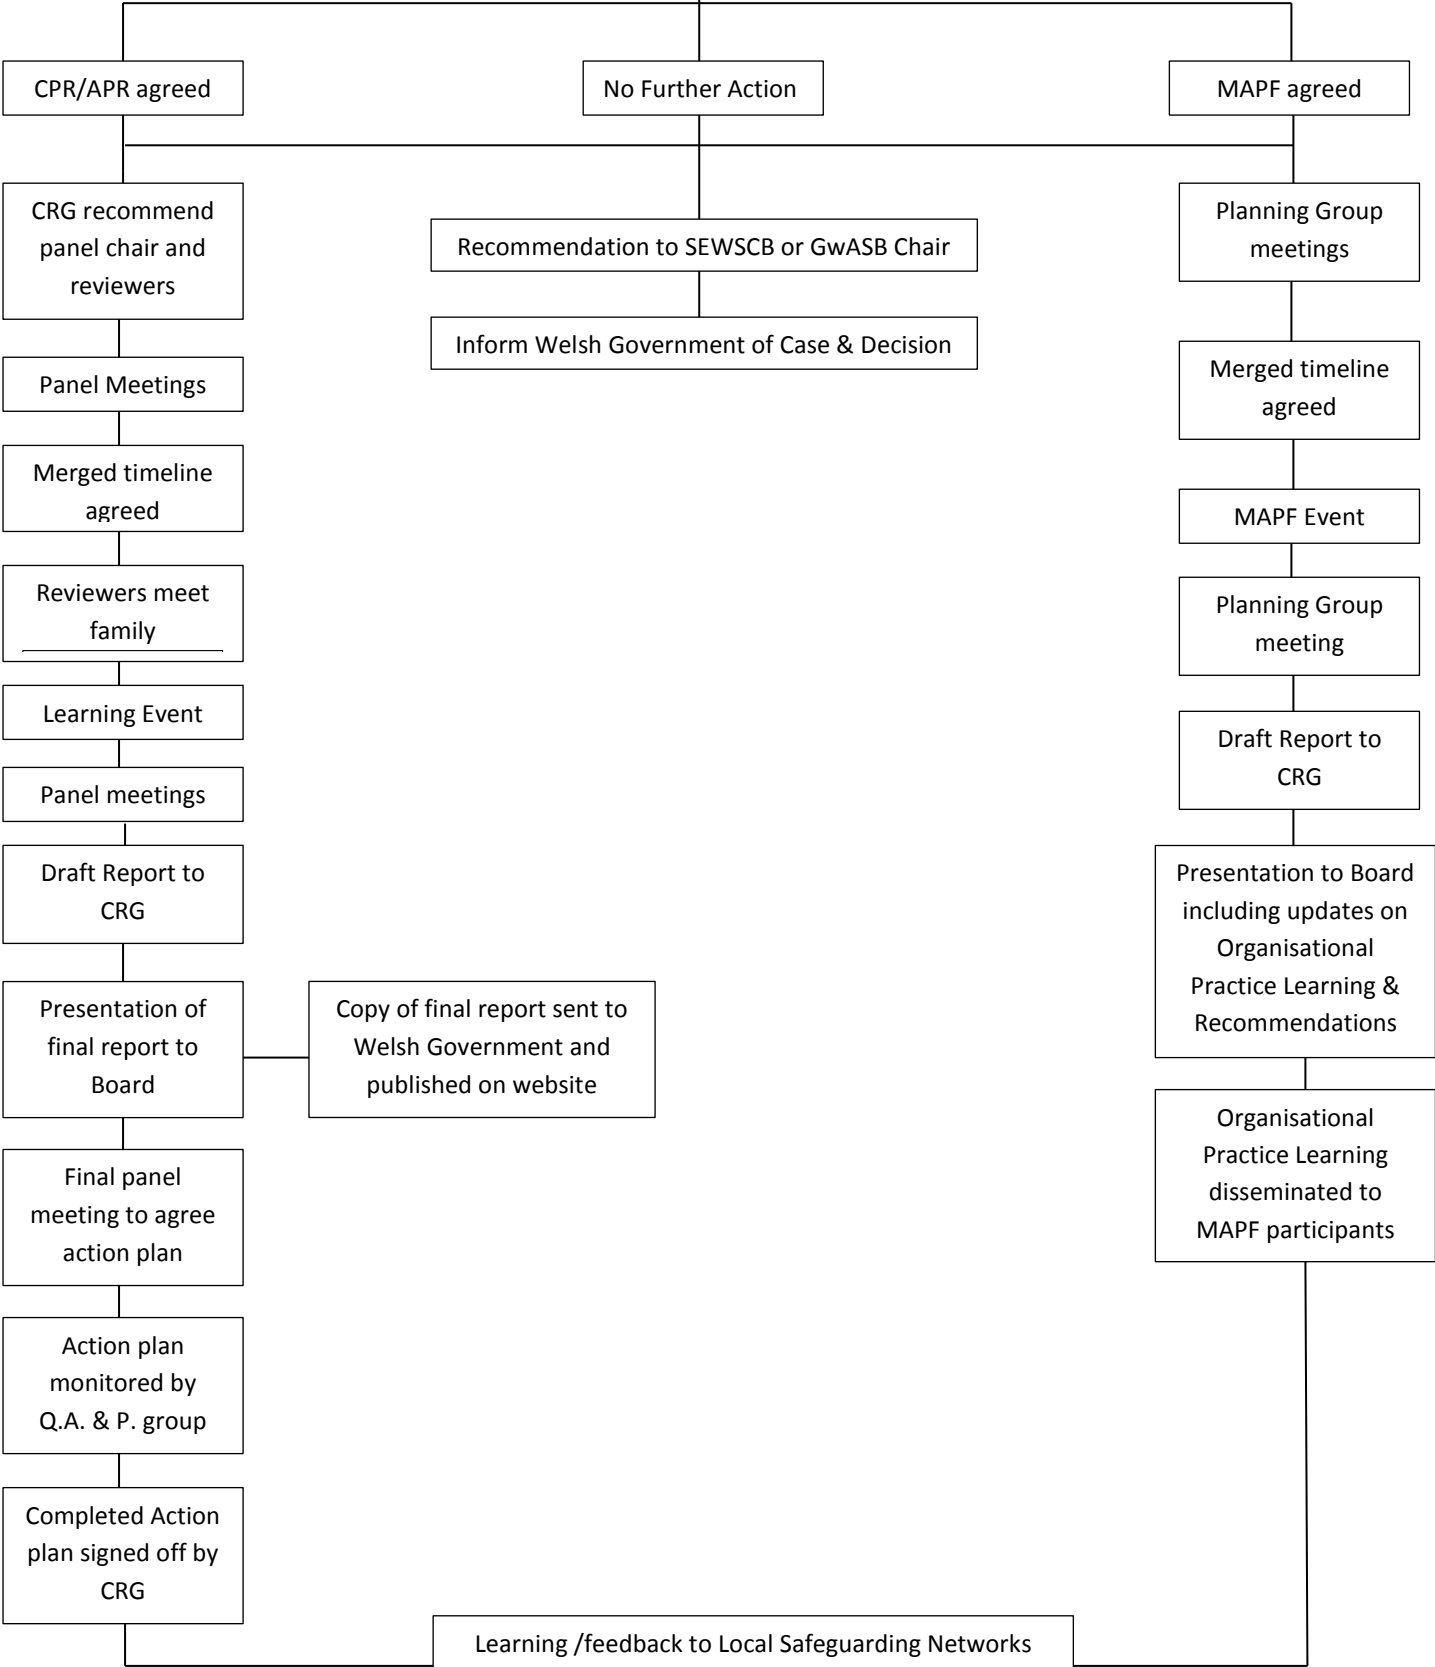 CPR/APR agreed
No Further Action
MAPF agreed
CRG recommend
panel chair and
reviewers
Recommendation to SEWSCB or GwASB Chair
Inform Welsh Government of Case & Decision
Planning Group
meetings
Panel Meetings
Merged timeline
agreed
Merged timeline
agreed
MAPF Event
Reviewers meet
family
Planning Group
meeting
Learning Event
Draft Report to
CRG
Panel meetings
Draft Report to
CRG
Presentation to Board
including updates on
Organisational
Practice Learning &
Recommendations
Presentation of
final report to
Board
Copy of final report sent to
Welsh Government and
published on website
Organisational
Practice Learning
disseminated to
MAPF participants
Final panel
meeting to agree
action plan
Action plan
monitored by
Q.A. & P. group
Completed Action
plan signed off by
CRG
Learning /feedback to Local Safeguarding Networks